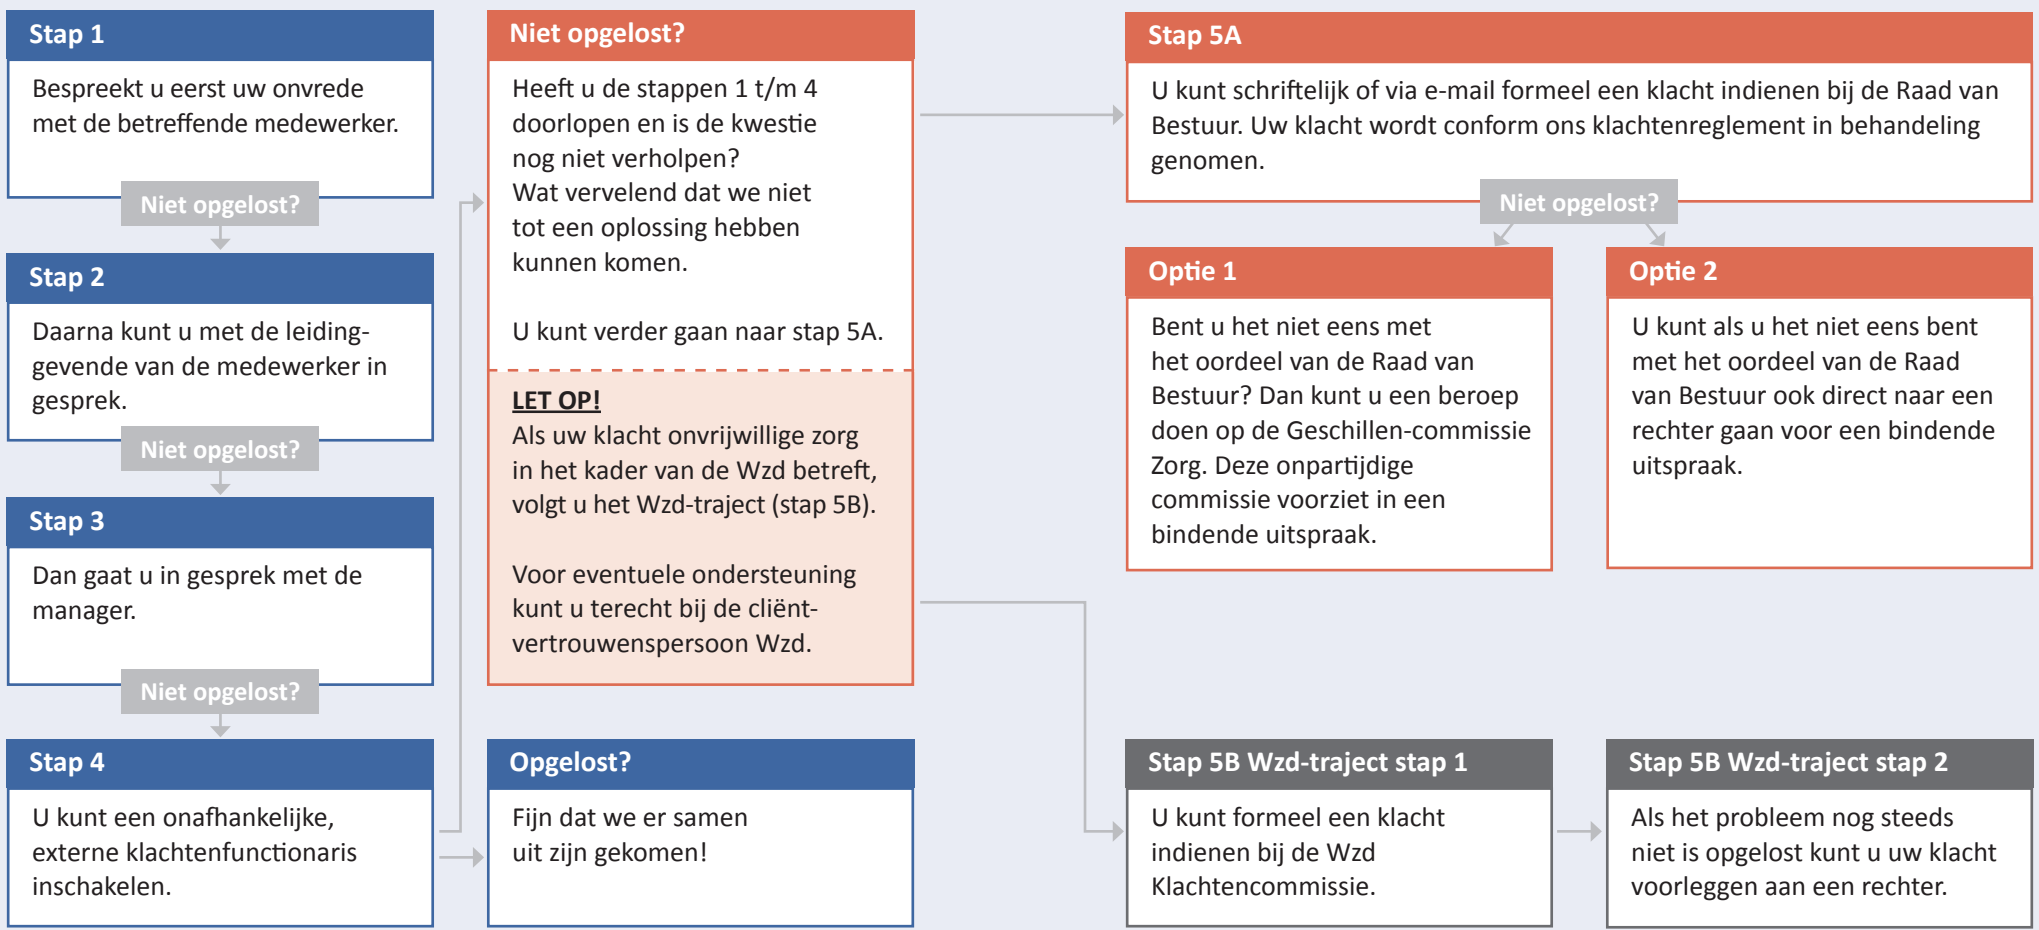 Stap 1
Bespreekt u eerst uw onvrede
met de betreffende medewerker.
Niet opgelost?
Stap 2
Daarna kunt u met de leiding-
gevende van de medewerker in
gesprek.
Niet opgelost?
Stap 3
Dan gaat u in gesprek met de
manager.
Niet opgelost?
Stap 4
U kunt een onafhankelijke,
externe klachtenfunctionaris
inschakelen.
Niet opgelost?
Heeft u de stappen 1 t/m 4
doorlopen en is de kwestie
nog niet verholpen?
Wat vervelend dat we niet
tot een oplossing hebben
kunnen komen.
U kunt verder gaan naar stap 5A.
LET OP!
Als uw klacht onvrijwillige zorg
in het kader van de Wzd betreft,
volgt u het Wzd-traject (stap 5B).
Voor eventuele ondersteuning
kunt u terecht bij de cliënt-
vertrouwenspersoon Wzd.
Opgelost?
Fijn dat we er samen
uit zijn gekomen!
Stap 5A
U kunt schriftelijk of via e-mail formeel een klacht indienen bij de Raad van
Bestuur. Uw klacht wordt conform ons klachtenreglement in behandeling
genomen.
Niet opgelost?
Optie 1
Bent u het niet eens met
het oordeel van de Raad van
Bestuur? Dan kunt u een beroep
doen op de Geschillen-commissie
Zorg. Deze onpartijdige
commissie voorziet in een
bindende uitspraak.
Optie 2
U kunt als u het niet eens bent
met het oordeel van de Raad
van Bestuur ook direct naar een
rechter gaan voor een bindende
uitspraak.
Stap 5B Wzd-traject stap 1
U kunt formeel een klacht
indienen bij de Wzd
Klachtencommissie.
Stap 5B Wzd-traject stap 2
Als het probleem nog steeds
niet is opgelost kunt u uw klacht
voorleggen aan een rechter.